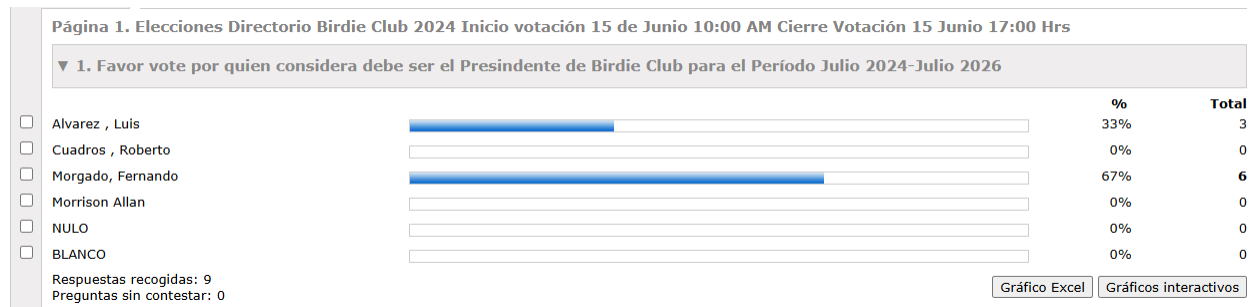 Página 1. Elecciones Directorio Birdie Club 2024 Inicio votación 15 de Junio 10:00 AM Cierre Votación 15 Junio 17:00 Hrs
▼ 1. Favor vote por quien considera debe ser el Presindente de Birdie Club para el Período Julio 2024-Julio 2026
% Total
Alvarez , Luis 33% 3
Cuadros , Roberto 0% 0
Morgado, Fernando 67% 6
Morrison Allan 0% 0
NULO 0% 0
BLANCO 0% 0
Respuestas recogidas: 9
Preguntas sin contestar: 0
Gráfico Excel Gráficos interactivos